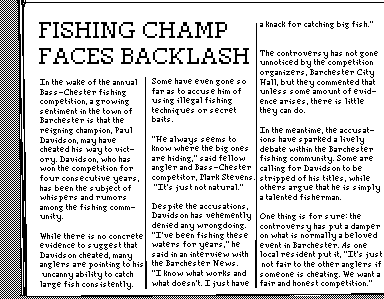 FISHING CHAMP
FACES BACKLASH
In the wake of the annual
Bass-Chester fishing
competition, a growing
sentiment in the town of
Barchester is that the
reigning champion, Paul
Davidson, may have
cheated his way to vict-
ory. Davidson, who has
won the competition for
four consecutive years,
has been the subject of
whispers and rumors
among the fishing comm-
unity.
While there is no concrete
evidence to suggest that
Davidson cheated, many
anglers are pointing to his
uncanny ability to catch
large fish consistently.
Some have even gone so
far as to accuse him of
using illegal fishing
techniques or secret
baits.
"He always seems to
know where the big ones
are hiding," said fellow
angler and Bass-Chester
competitor, Mark Stevens.
"It's just not natural."
Despite the accusations,
Davidson has vehemently
denied any wrongdoing.
"I've been fishing these
waters for years," he
said in an interview with
the Barchester News.
"I know what works and
what doesn't. I just have
a knack for catching big fish."
The controversy has not gone
unnoticed by the competition
organizers, Barchester City
Hall, but they commented that
unless some amount of evid-
ence arises, there is little
they can do.
In the meantime, the accusat-
ions have sparked a lively
debate within the Barchester
fishing community. Some are
calling for Davidson to be
stripped of his titles, while
others argue that he is simply
a talented fisherman.
One thing is for sure: the
controversy has put a damper
on what is normally a beloved
event in Barchester. As one
local resident put it, "It's just
not fair to the other anglers if
someone is cheating. We want a
fair and honest competition."